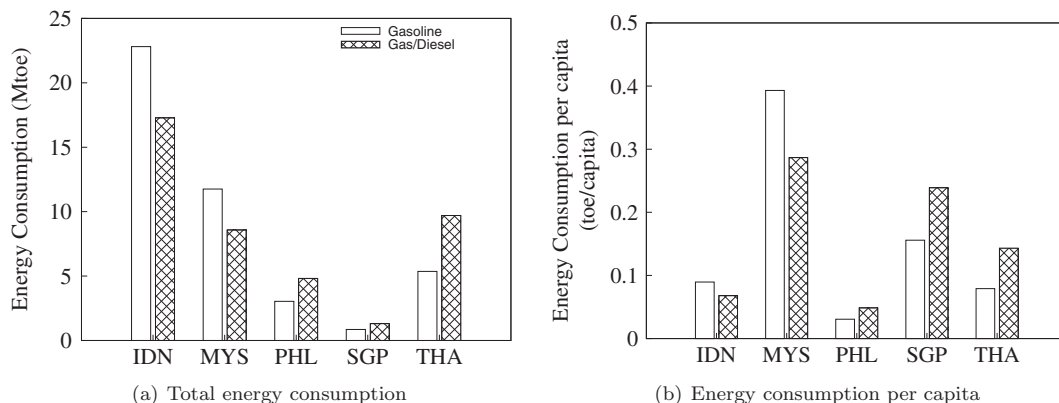 25
20
15
10
5
0
Energy Consumption (Mtoe)
Gasoline
Gas/Diesel
IDN MYS PHL SGP THA
(a) Total energy consumption
0.5
0.4
0.3
0.2
0.1
0
Energy Consumption per capita
(toe/capita)
IDN MYS PHL SGP THA
(b) Energy consumption per capita